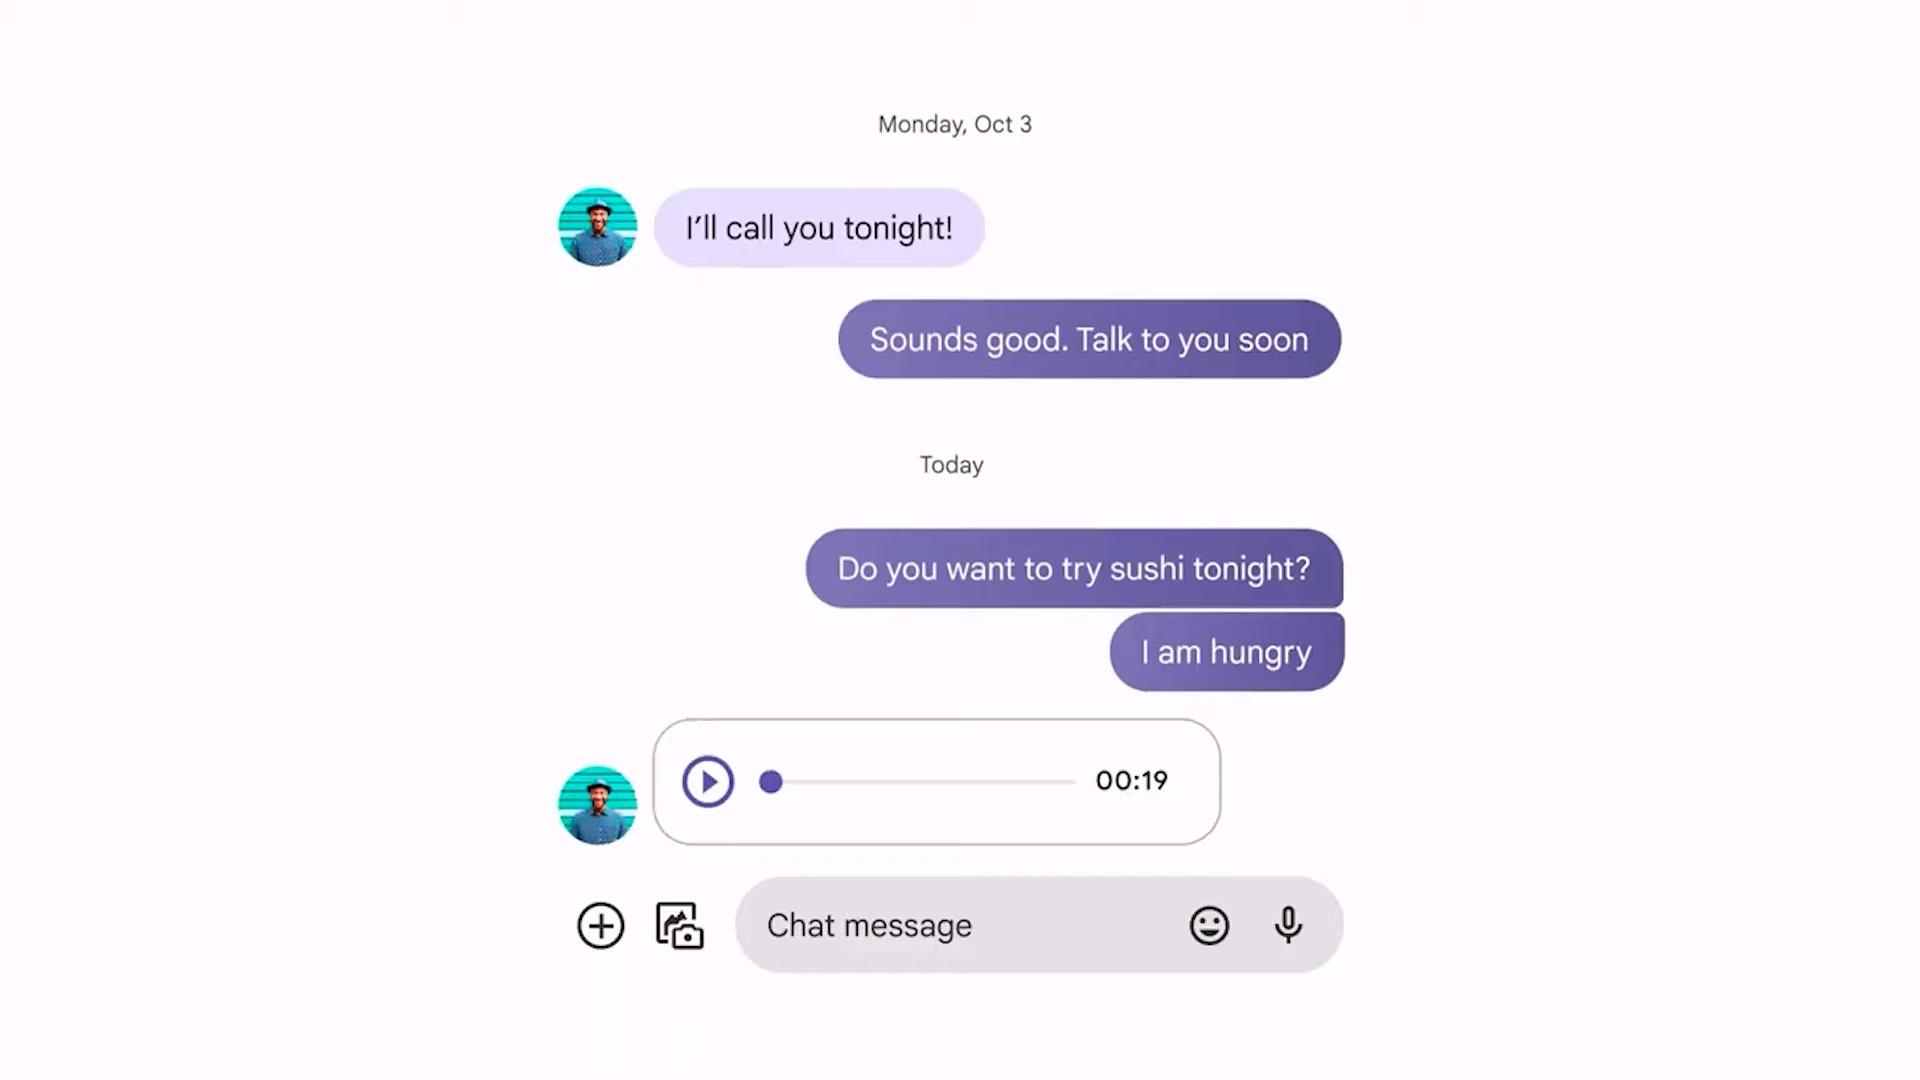 Monday, Oct 3
I’ll call you tonight!
Sounds good. Talk to you soon
Today
Do you want to try sushi tonight?
I am hungry
00:19
Chat message